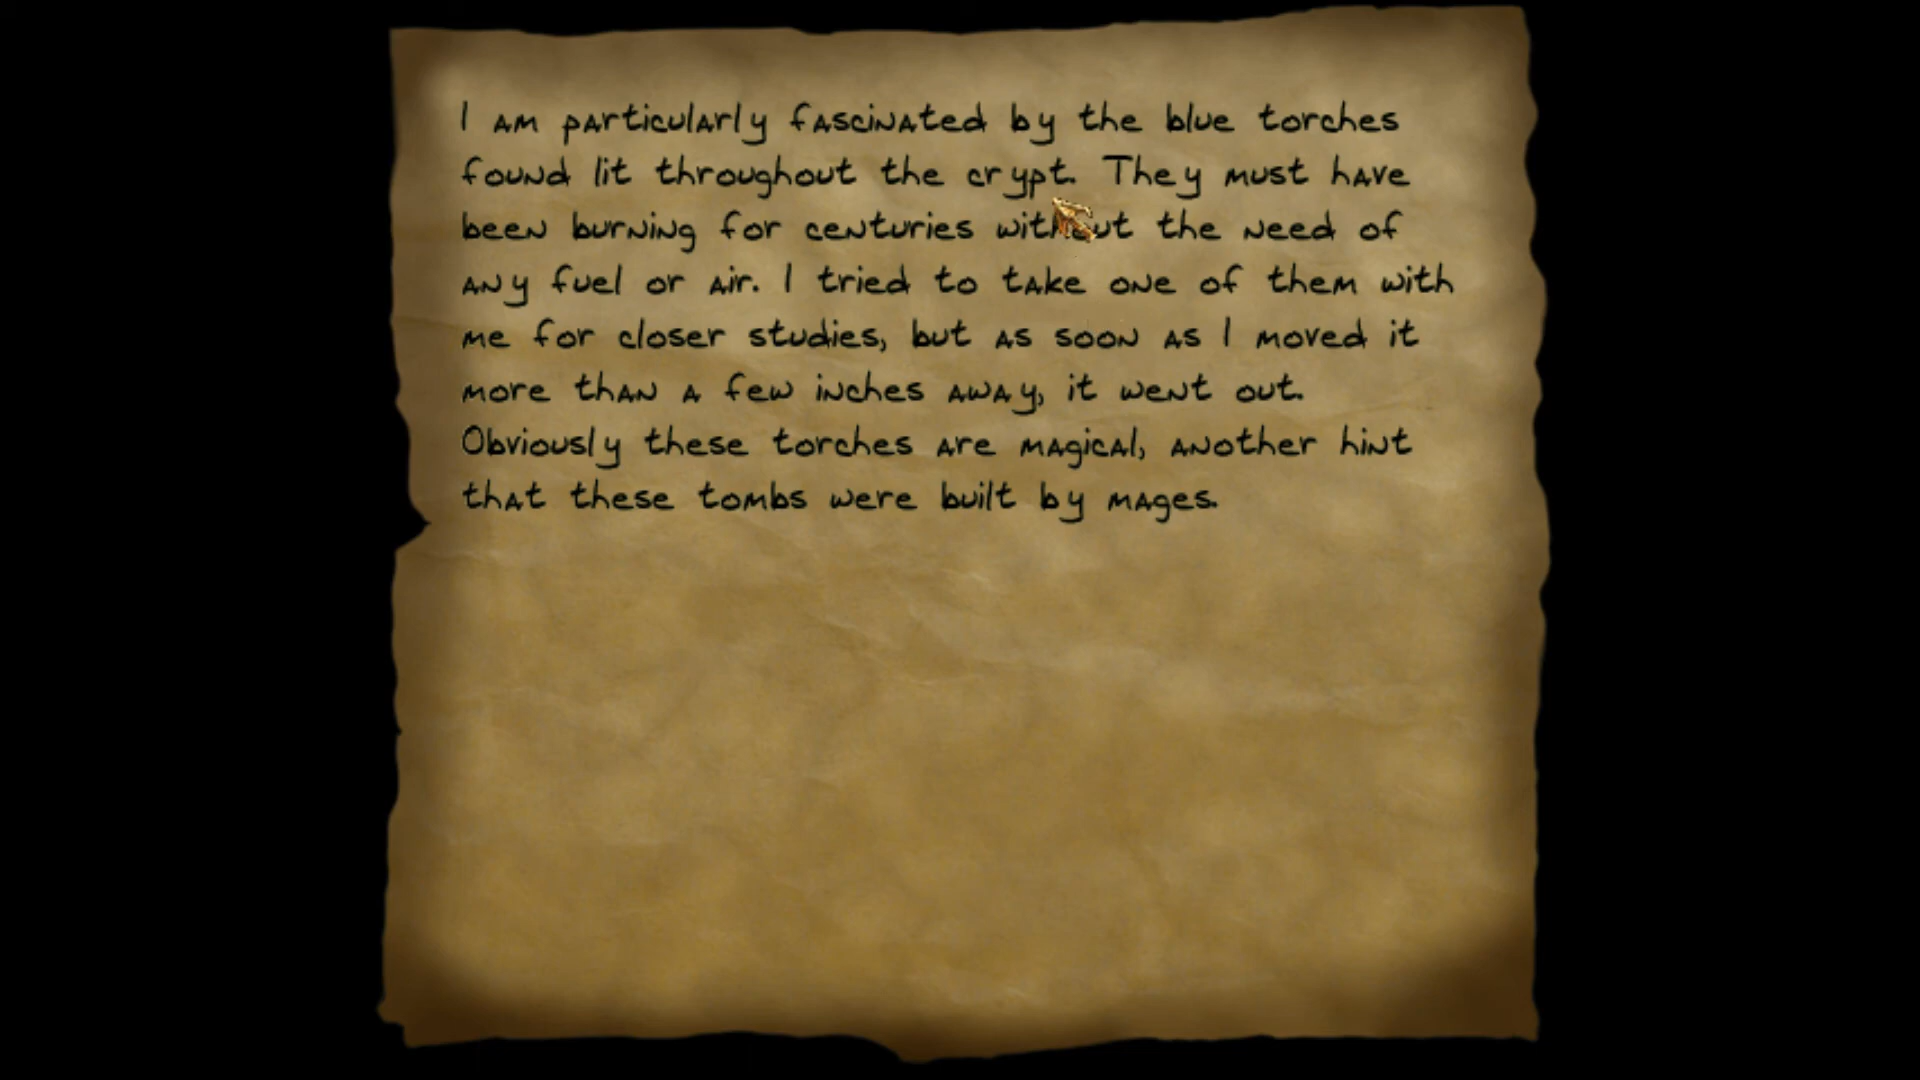 I am particularly fascinated by the blue torches
found lit throughout the crypt. They must have
been burning for centuries without the need of
any fuel or air. I tried to take one of them with
me for closer studies, but as soon as I moved it
more than a few inches away, it went out.
Obviously these torches are magical, another hint
that these tombs were built by mages.